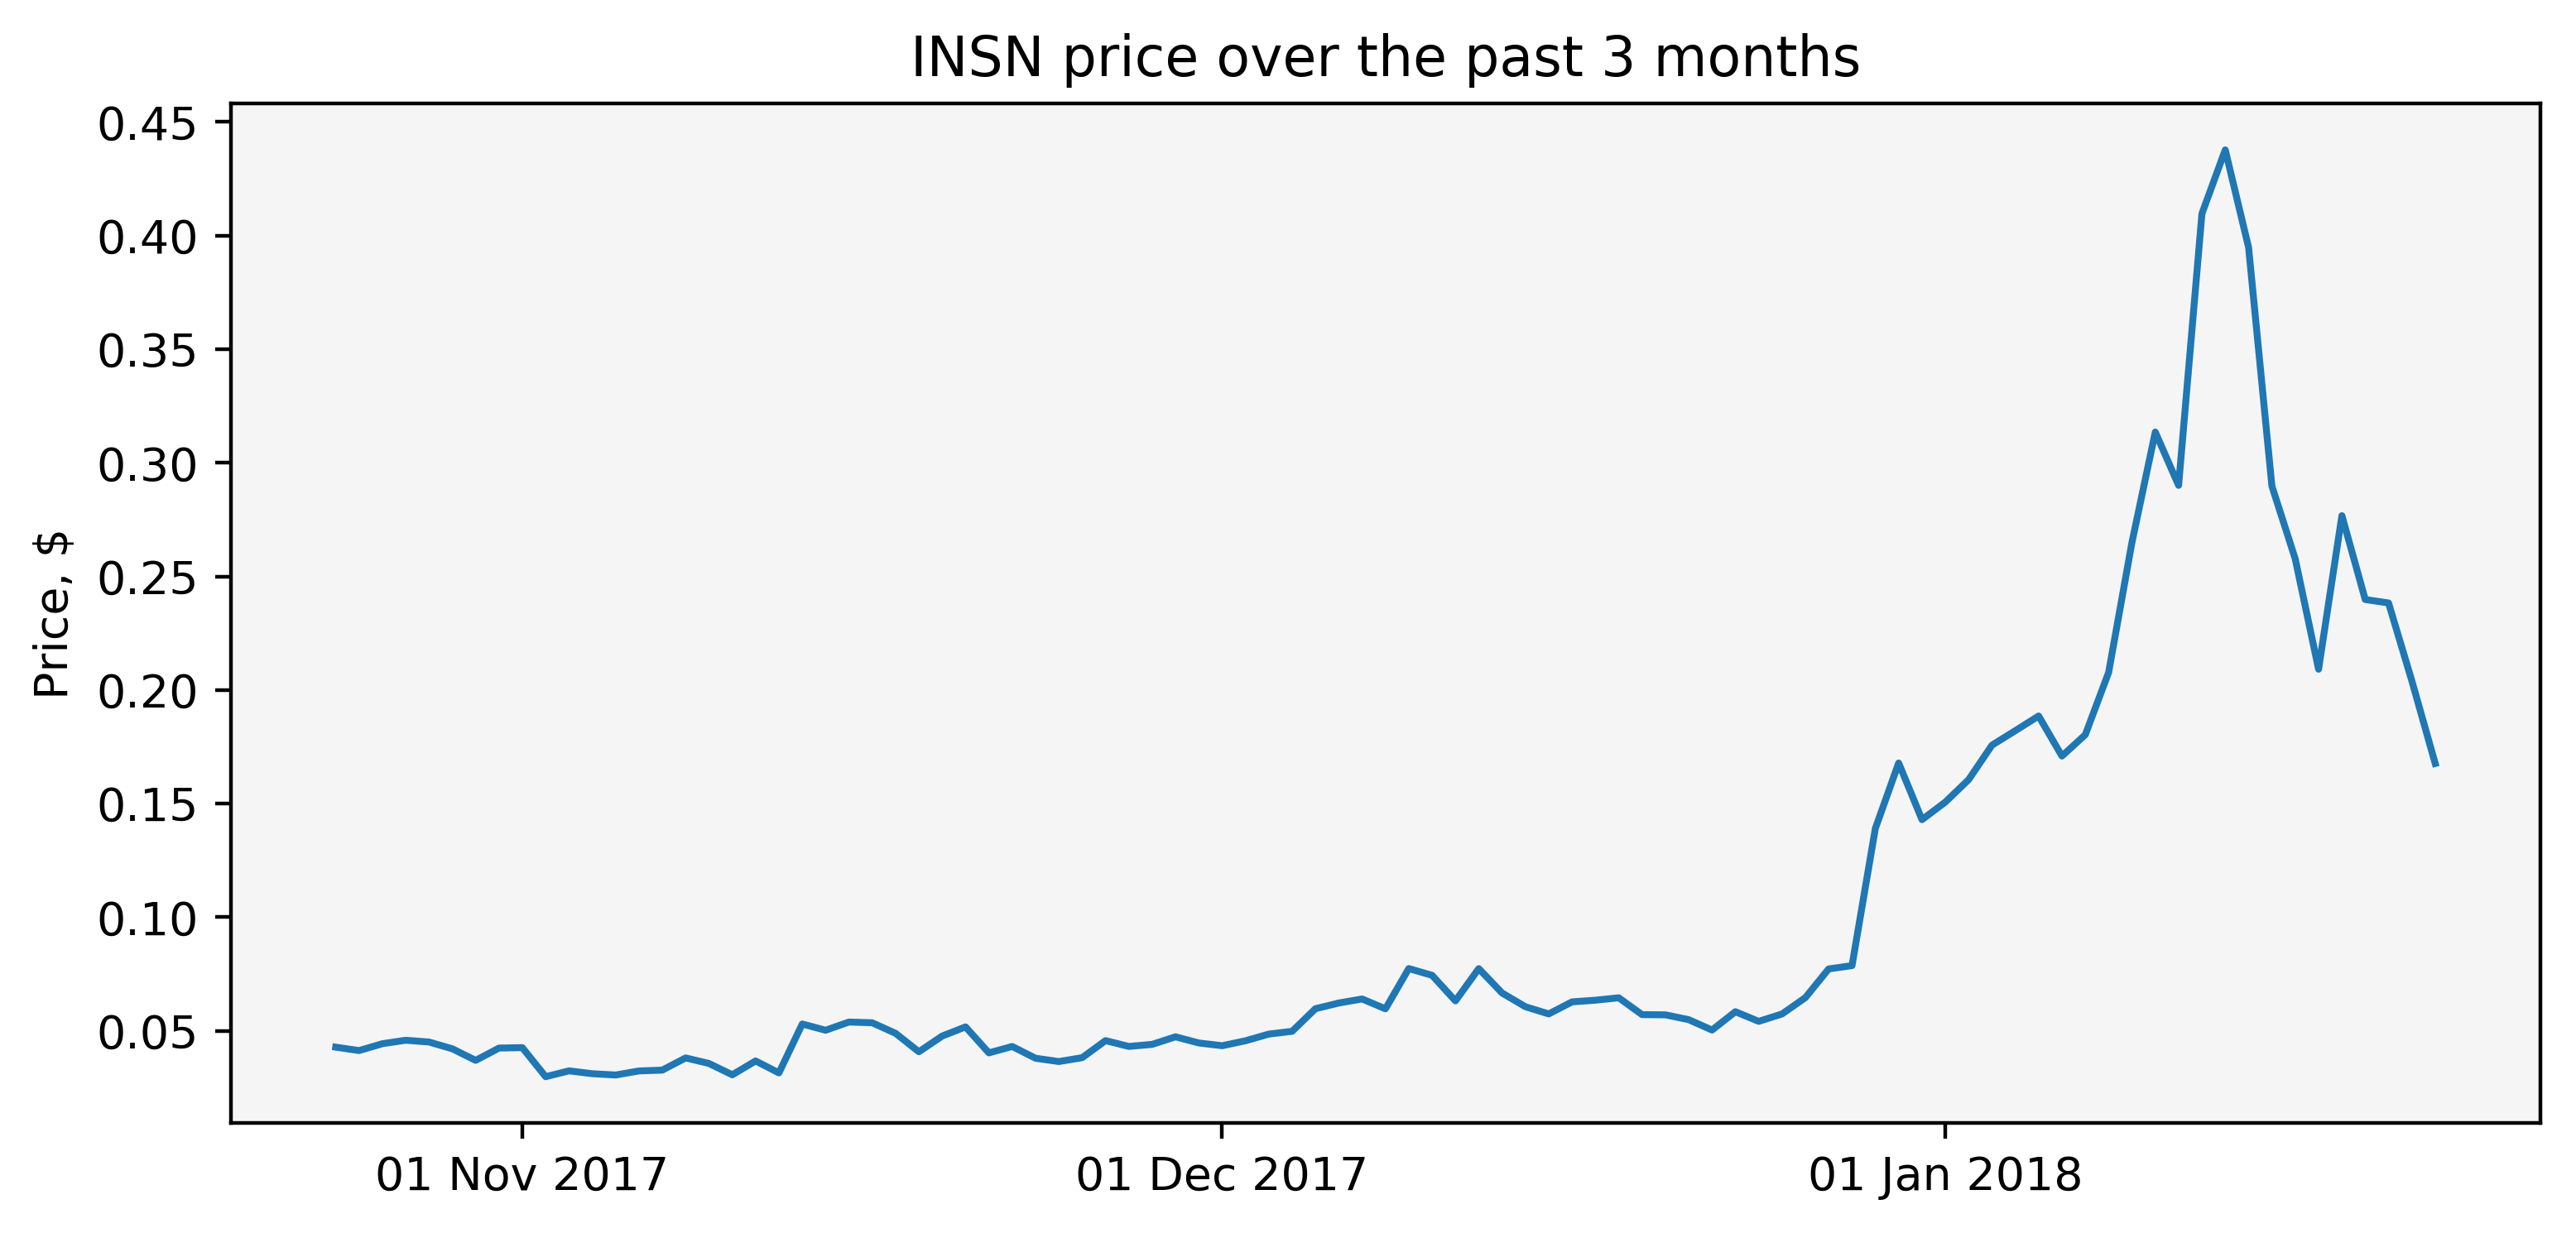 INSN price over the past 3 months
Price, $
0.45
0.40
0.35
0.30
0.25
0.20
0.15
0.10
0.05
01 Nov 2017
01 Dec 2017
01 Jan 2018